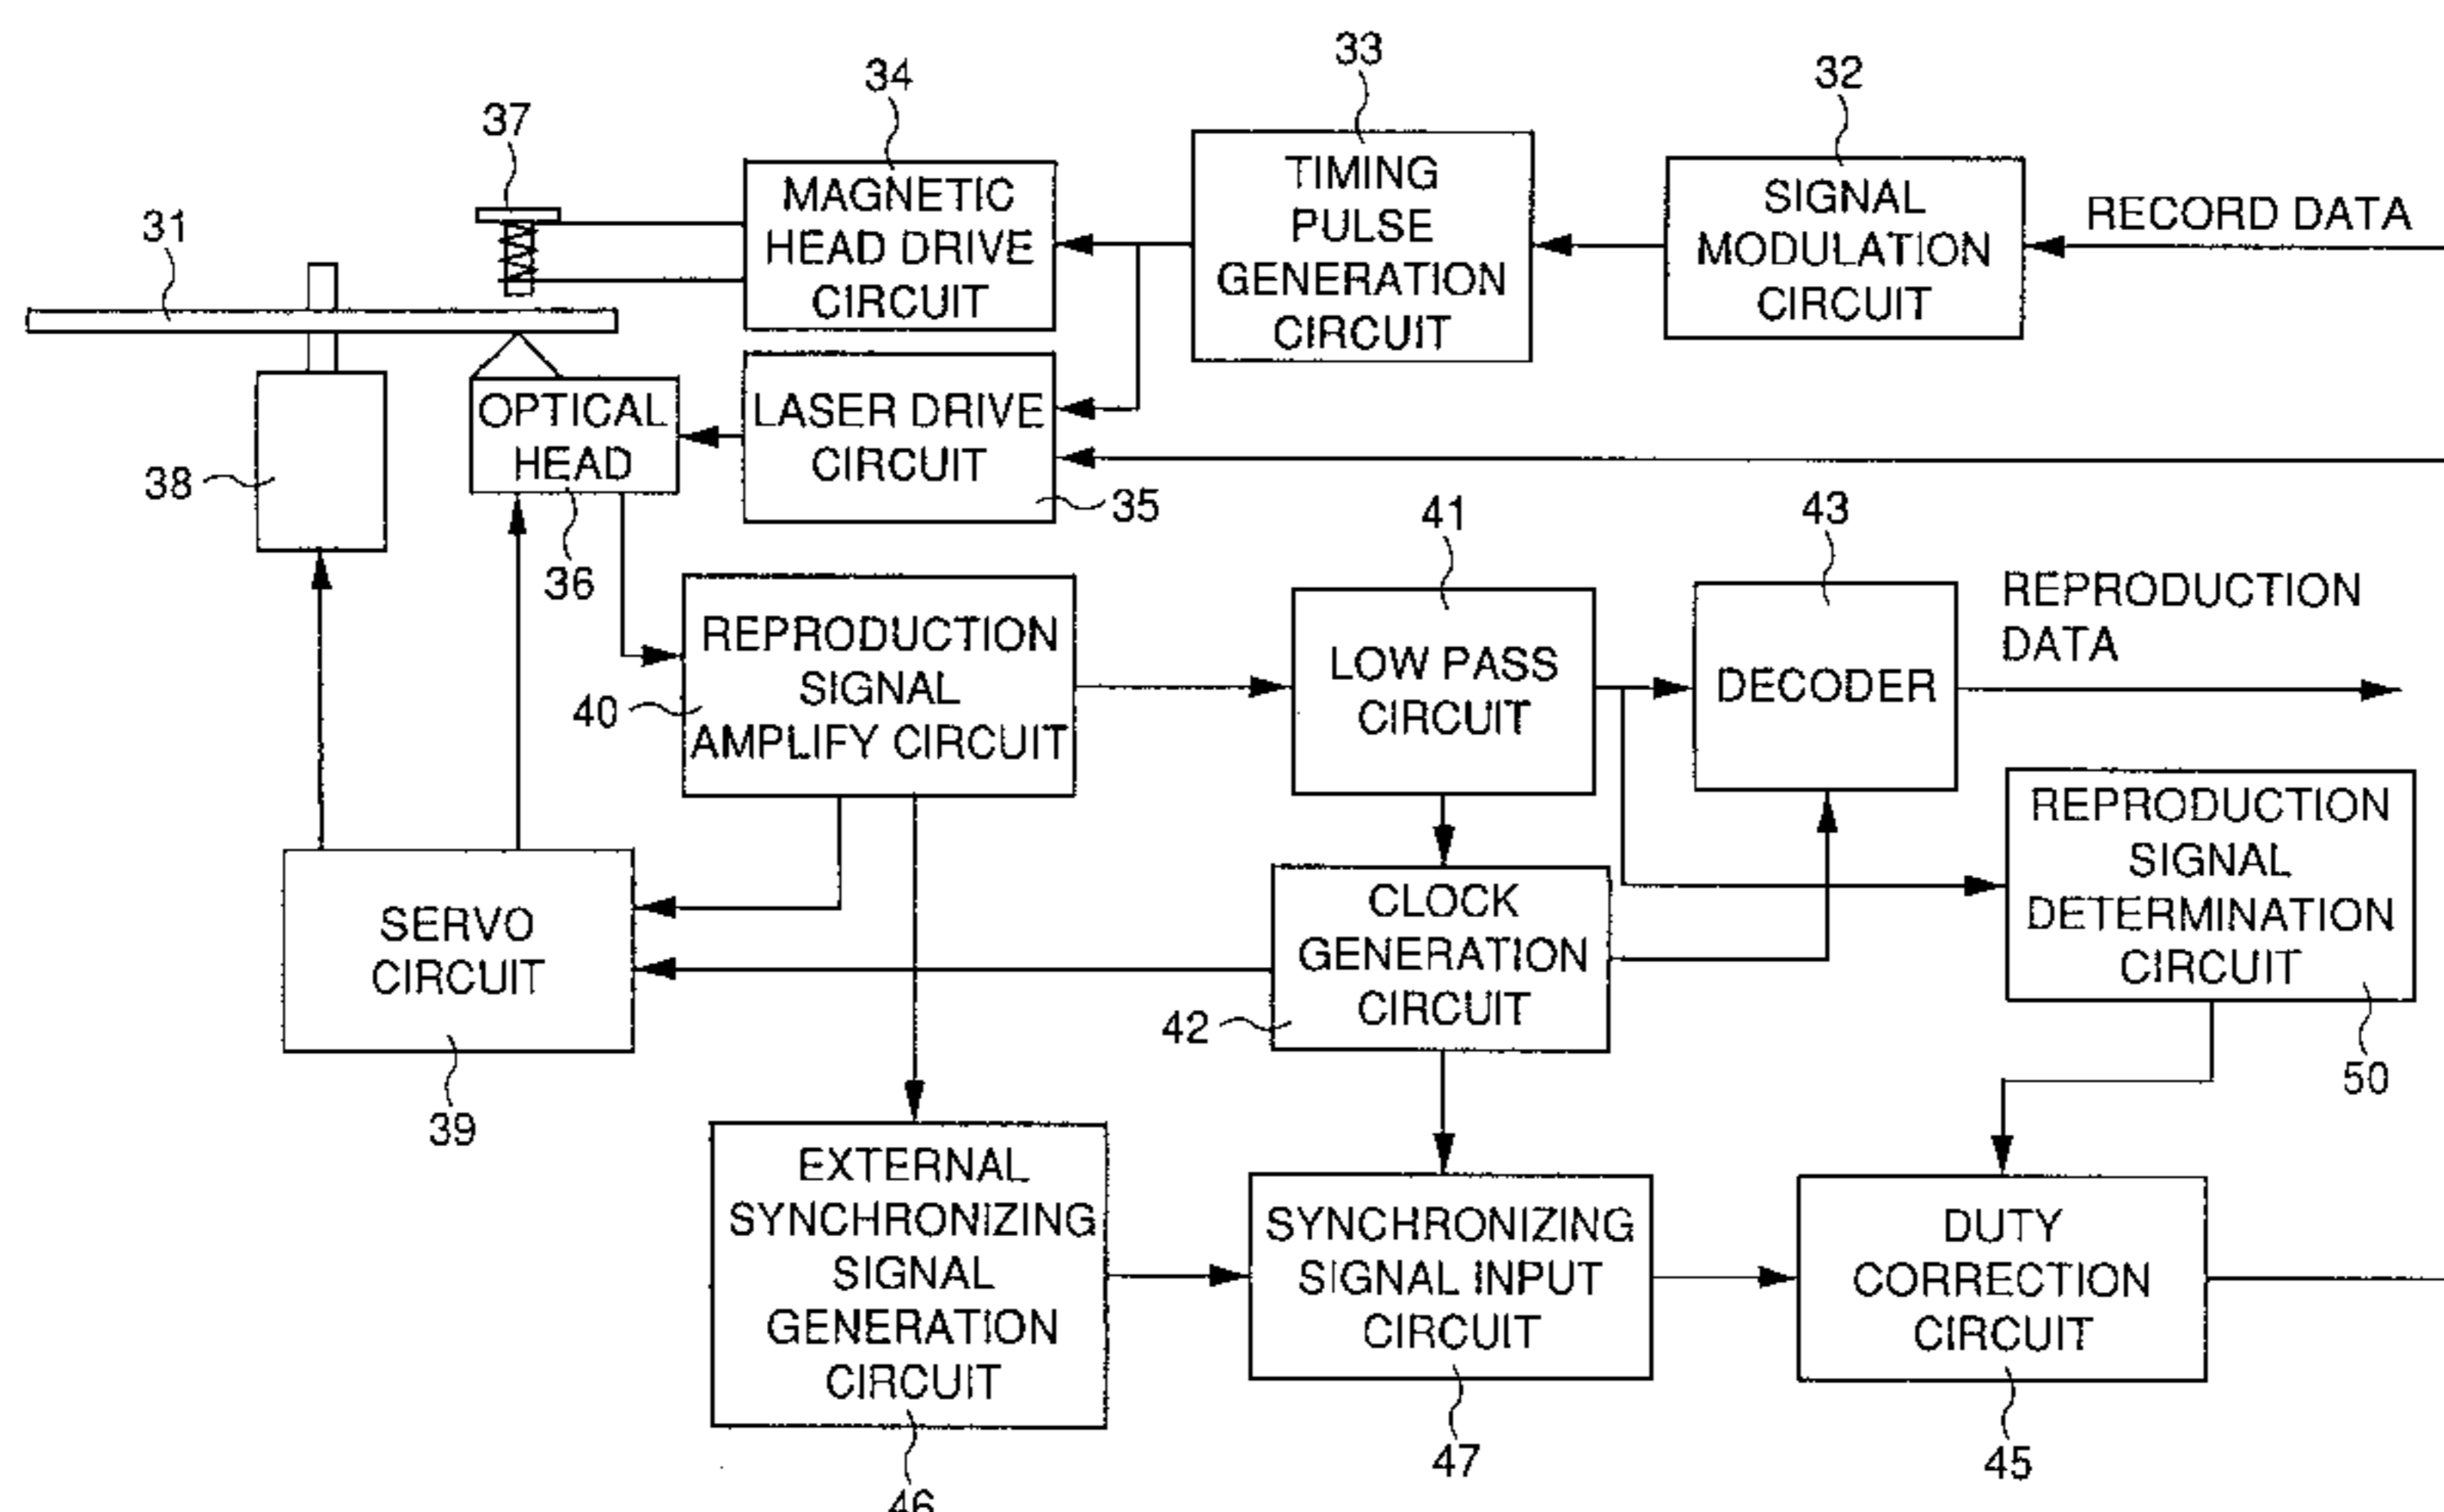 33
34
32
37
TIMING
PULSE
GENERATION
CIRCUIT
MAGNETIC
HEAD DRIVE
CIRCUIT
SIGNAL
MODULATION
CIRCUIT
RECORD DATA
31
OPTICAL
HEAD
LASER DRIVE
CIRCUIT
38
35
36
41
43
REPRODUCTION
SIGNAL
AMPLIFY CIRCUIT
40
LOW PASS
CIRCUIT
DECODER
REPRODUCTION
DATA
SERVO
CIRCUIT
39
CLOCK
GENERATION
CIRCUIT
42
REPRODUCTION
SIGNAL
DETERMINATION
CIRCUIT
50
EXTERNAL
SYNCHRONIZING
SIGNAL
GENERATION
CIRCUIT
46
SYNCHRONIZING
SIGNAL INPUT
CIRCUIT
47
DUTY
CORRECTION
CIRCUIT
45